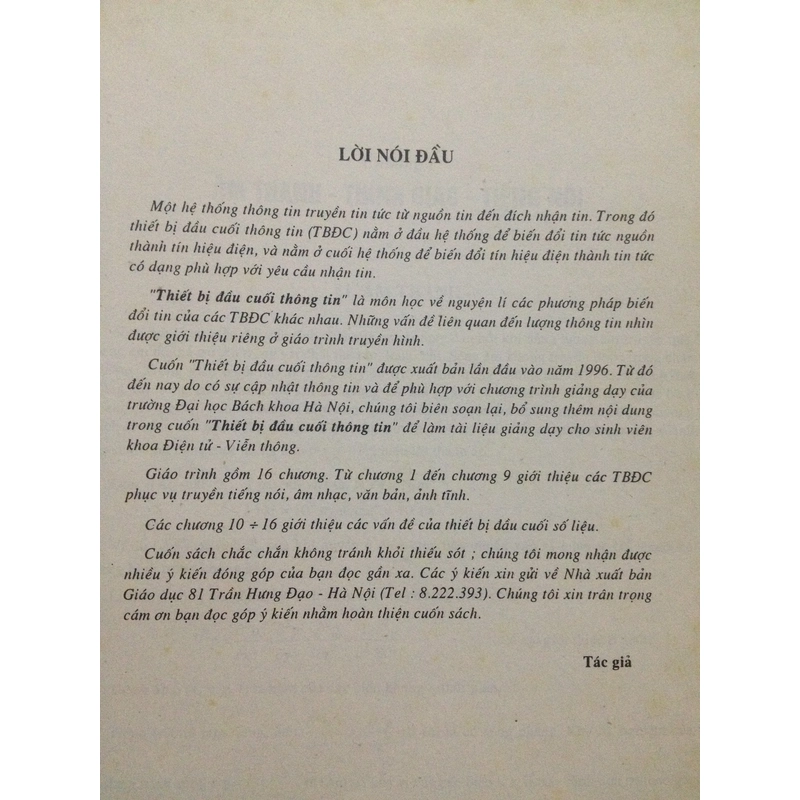 LỜI NÓI ĐẦU
Một hệ thống thông tin truyền tin tức từ nguồn tin đến đích nhận tin. Trong đó
thiết bị đầu cuối thông tin (TBĐC) nằm ở đầu hệ thống để biến đổi tin tức nguồn
thành tín hiệu điện, và nằm ở cuối hệ thống để biến đổi tín hiệu điện thành tin tức
có dạng phù hợp với yêu cầu nhận tin.
"Thiết bị đầu cuối thông tin" là môn học về nguyên lí các phương pháp biến
đổi tin của các TBĐC khác nhau. Những vấn đề liên quan đến lượng thông tin nhìn
được giới thiệu riêng ở giáo trình truyền hình.
Cuốn "Thiết bị đầu cuối thông tin" được xuất bản lần đầu vào năm 1996. Từ đó
đến nay do có sự cập nhật thông tin và để phù hợp với chương trình giảng dạy của
trường Đại học Bách khoa Hà Nội, chúng tôi biên soạn lại, bổ sung thêm nội dung
trong cuốn "Thiết bị đầu cuối thông tin" để làm tài liệu giảng dạy cho sinh viên
khoa Điện tử - Viễn thông.
Giáo trình gồm 16 chương. Từ chương 1 đến chương 9 giới thiệu các TBĐC
phục vụ truyền tiếng nói, âm nhạc, văn bản, ảnh tĩnh.
Các chương 10 ÷ 16 giới thiệu các vấn đề của thiết bị đầu cuối số liệu.
Cuốn sách chắc chắn không tránh khỏi thiếu sót ; chúng tôi mong nhận được
nhiều ý kiến đóng góp của bạn đọc gần xa. Các ý kiến xin gửi về Nhà xuất bản
Giáo dục 81 Trần Hưng Đạo - Hà Nội (Tel : 8.222.393). Chúng tôi xin trân trọng
cám ơn bạn đọc góp ý kiến nhằm hoàn thiện cuốn sách.
Tác giả